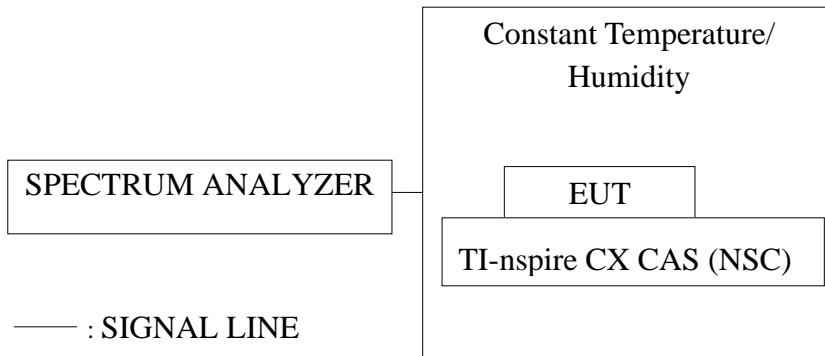 Constant Temperature/
Humidity
SPECTRUM ANALYZER
EUT
TI-nspire CX CAS (NSC)
: SIGNAL LINE